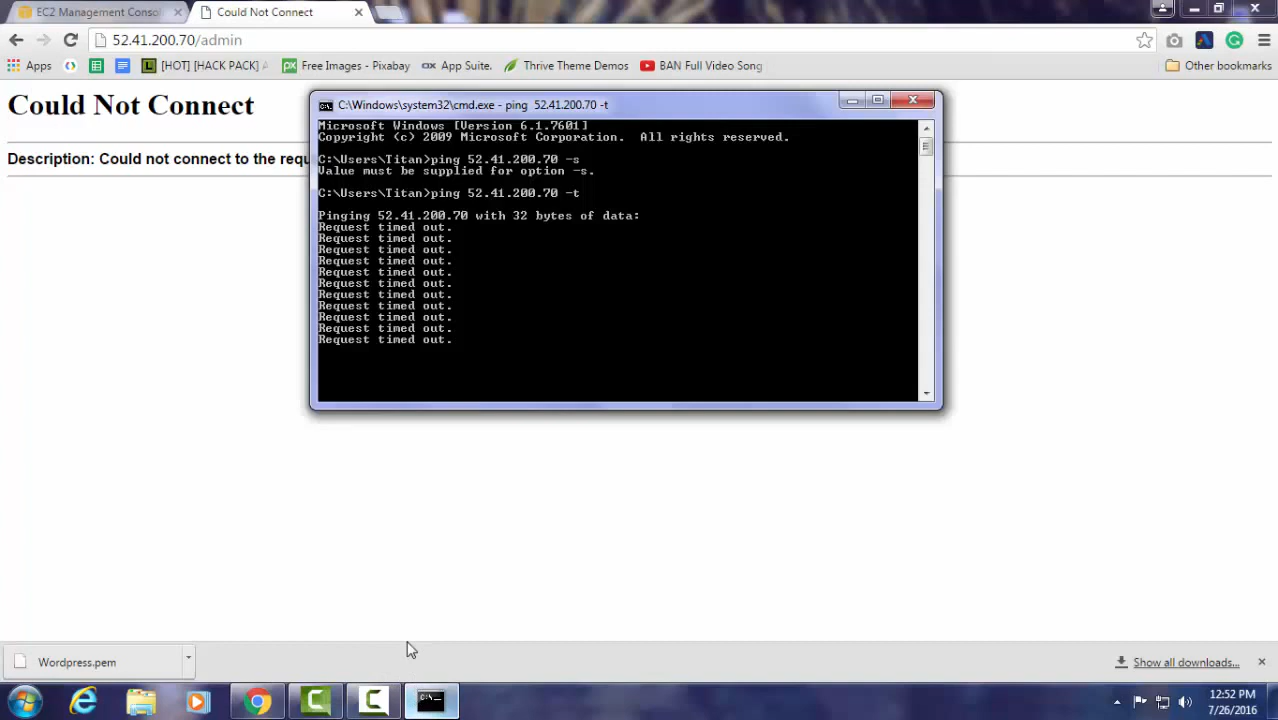 EC2 Management Conso
Could Not Connect
52.41.200.70/admin
Apps
[HOT] [HACK PACK] A
Free Images - Pixabay
App Suite.
Thrive Theme Demos
BAN Full Video Song
Other bookmarks
Could Not Connect
Description: Could not connect to the requ
C:\Windows\system32\cmd.exe - ping  52.41.200.70 -t
Microsoft Windows [Version 6.1.7601]
Copyright (c) 2009 Microsoft Corporation.  All rights reserved.
C:\Users\Titan>ping 52.41.200.70 -s
Value must be supplied for option -s.
C:\Users\Titan>ping 52.41.200.70 -t
Pinging 52.41.200.70 with 32 bytes of data:
Request timed out.
Request timed out.
Request timed out.
Request timed out.
Request timed out.
Request timed out.
Request timed out.
Request timed out.
Request timed out.
Request timed out.
Request timed out.
Wordpress.pem
Show all downloads...
12:52 PM
7/26/2016